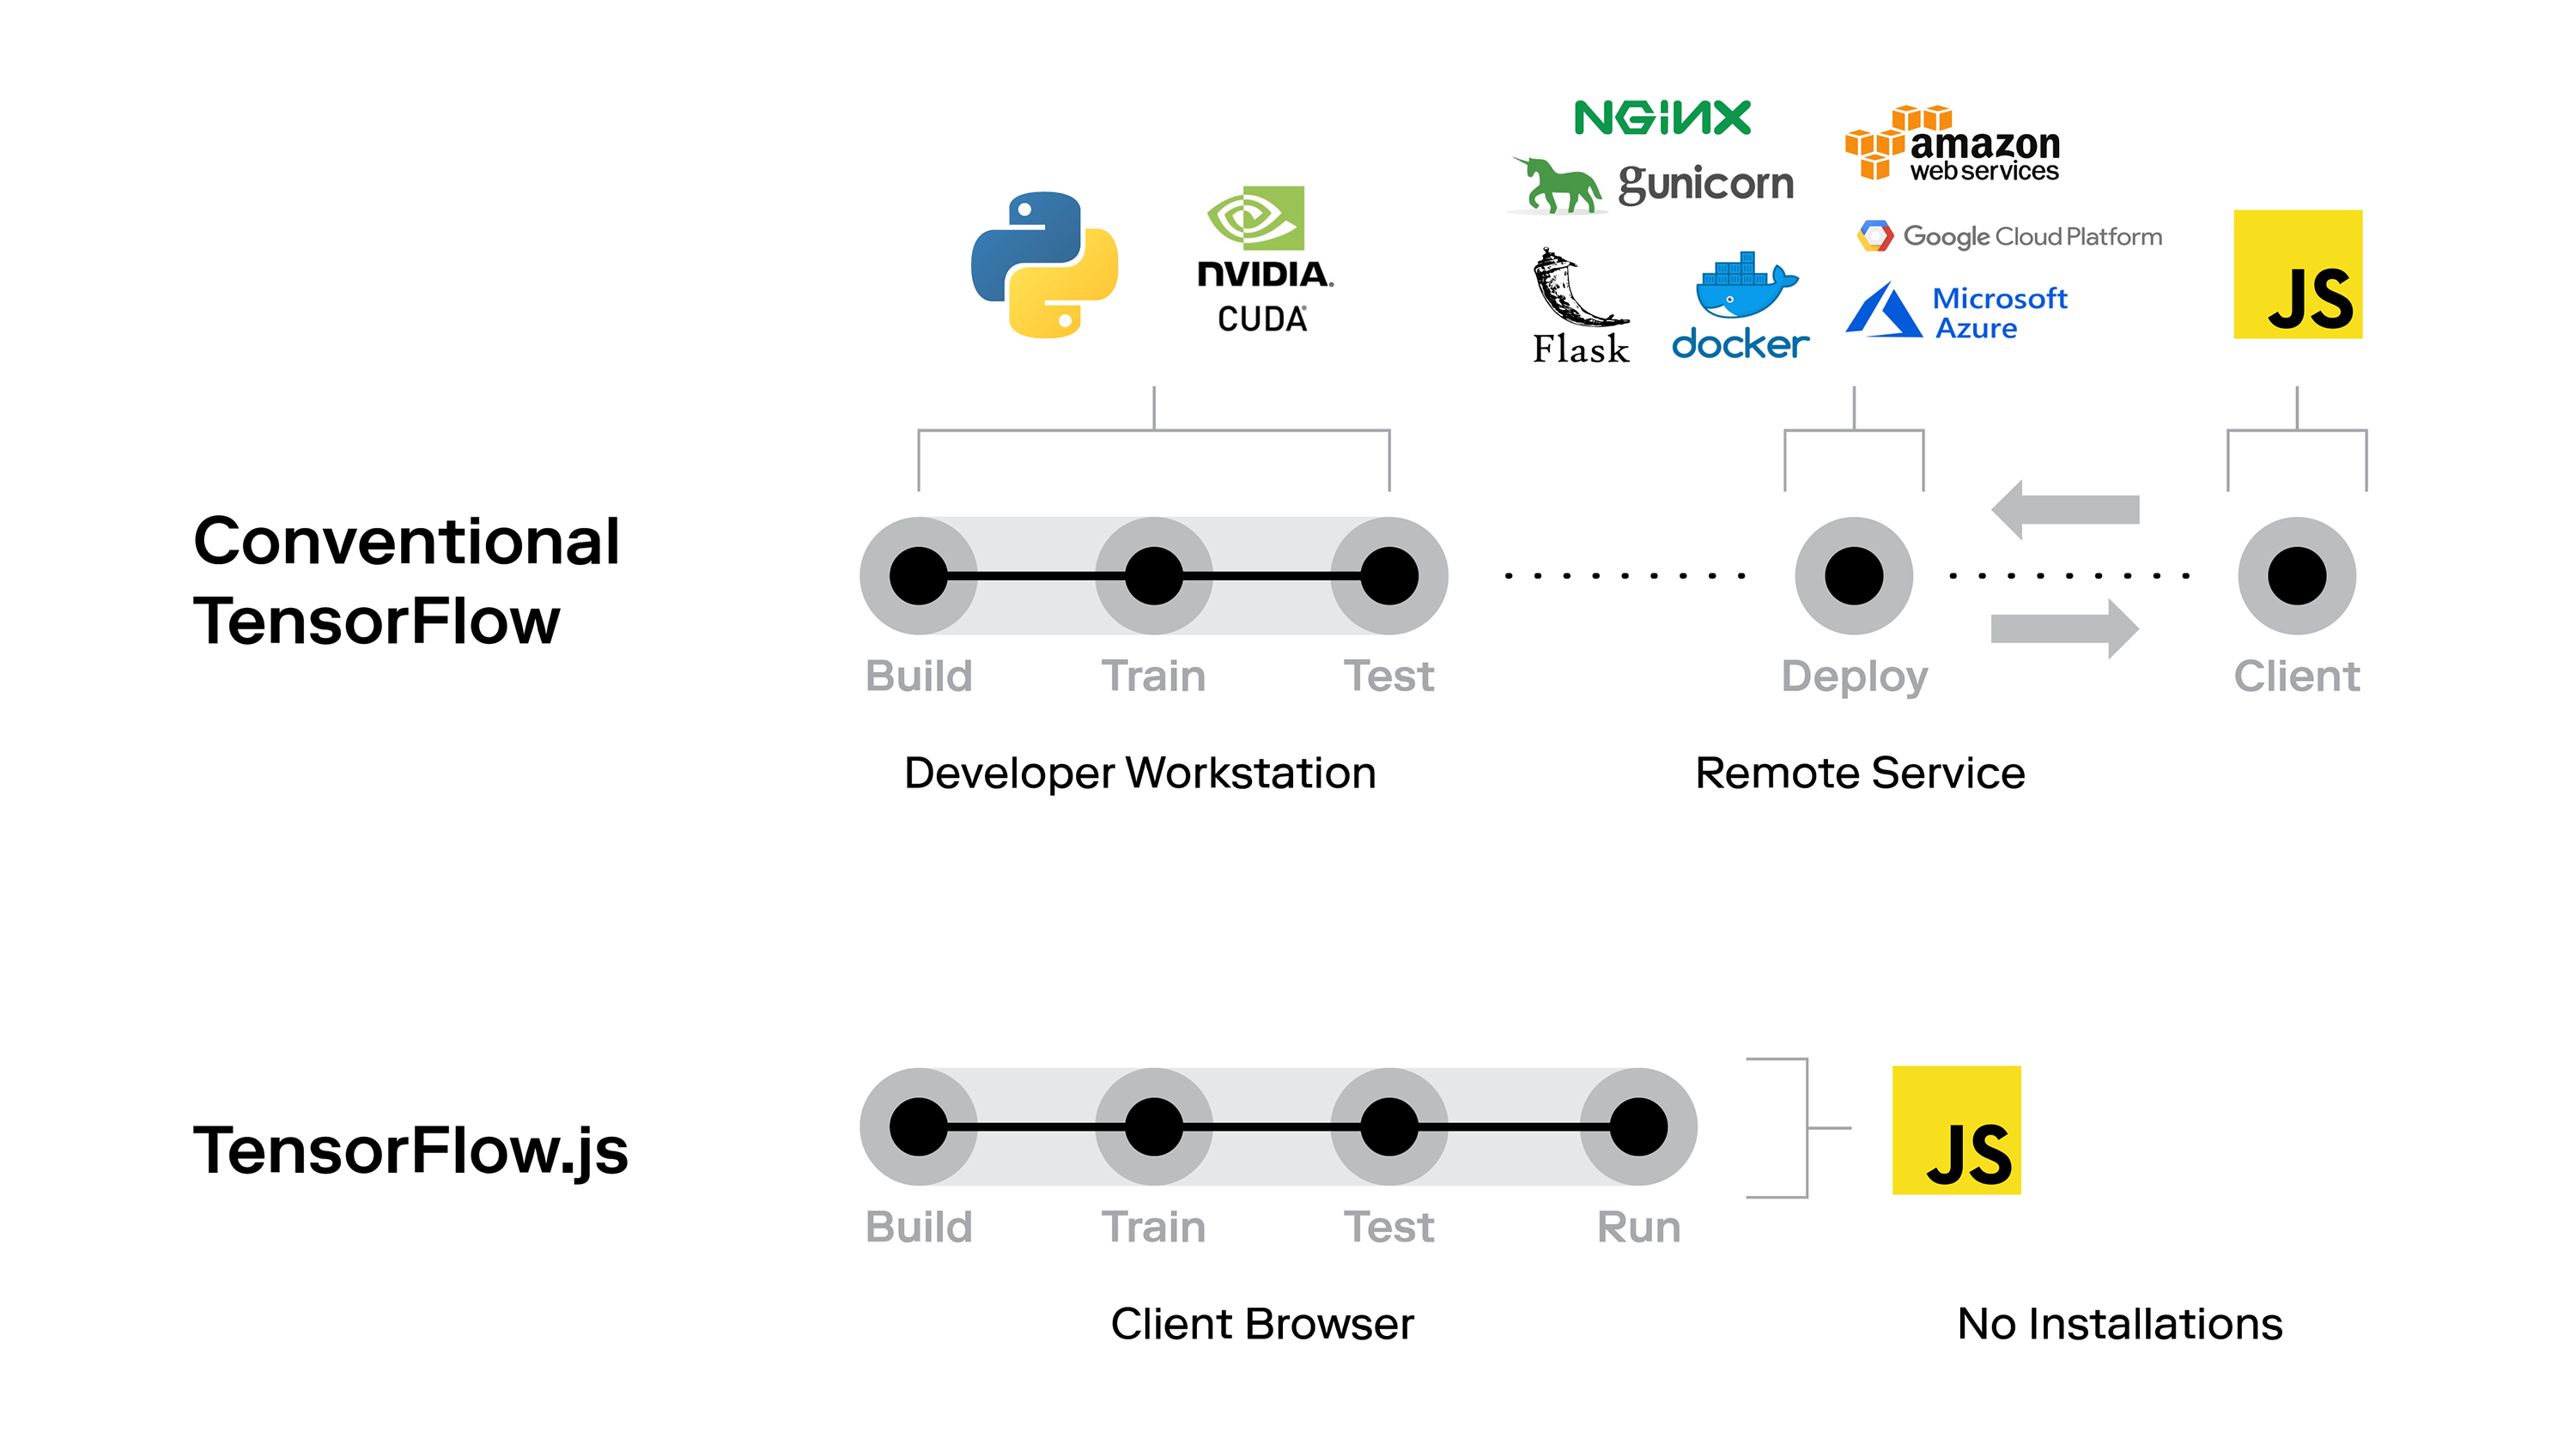 NGINX
gunicorn
amazon
web services
Google Cloud Platform
NVIDIA.
CUDA®
Flask
docker
Microsoft
Azure
JS
Conventional
TensorFlow
Build
Train
Test
Deploy
Client
Developer Workstation
Remote Service
TensorFlow.js
JS
Build
Train
Test
Run
Client Browser
No Installations